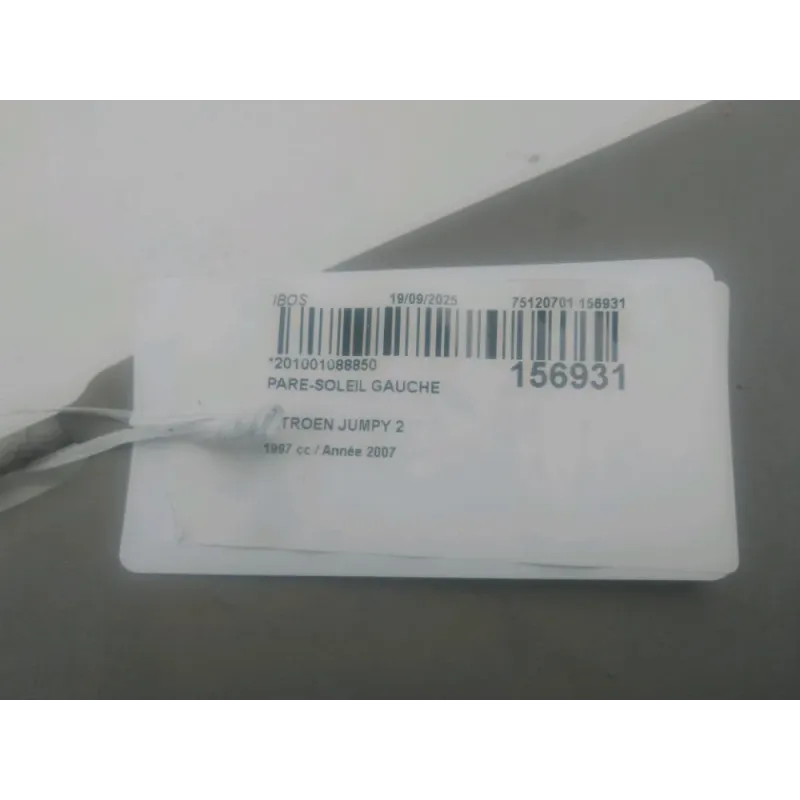 IBOS 19/09/2025 75120701 156931
*201001088850 156931
PARE-SOLEIL GAUCHE
TROEN JUMPY 2
1997 cc / Année 2007